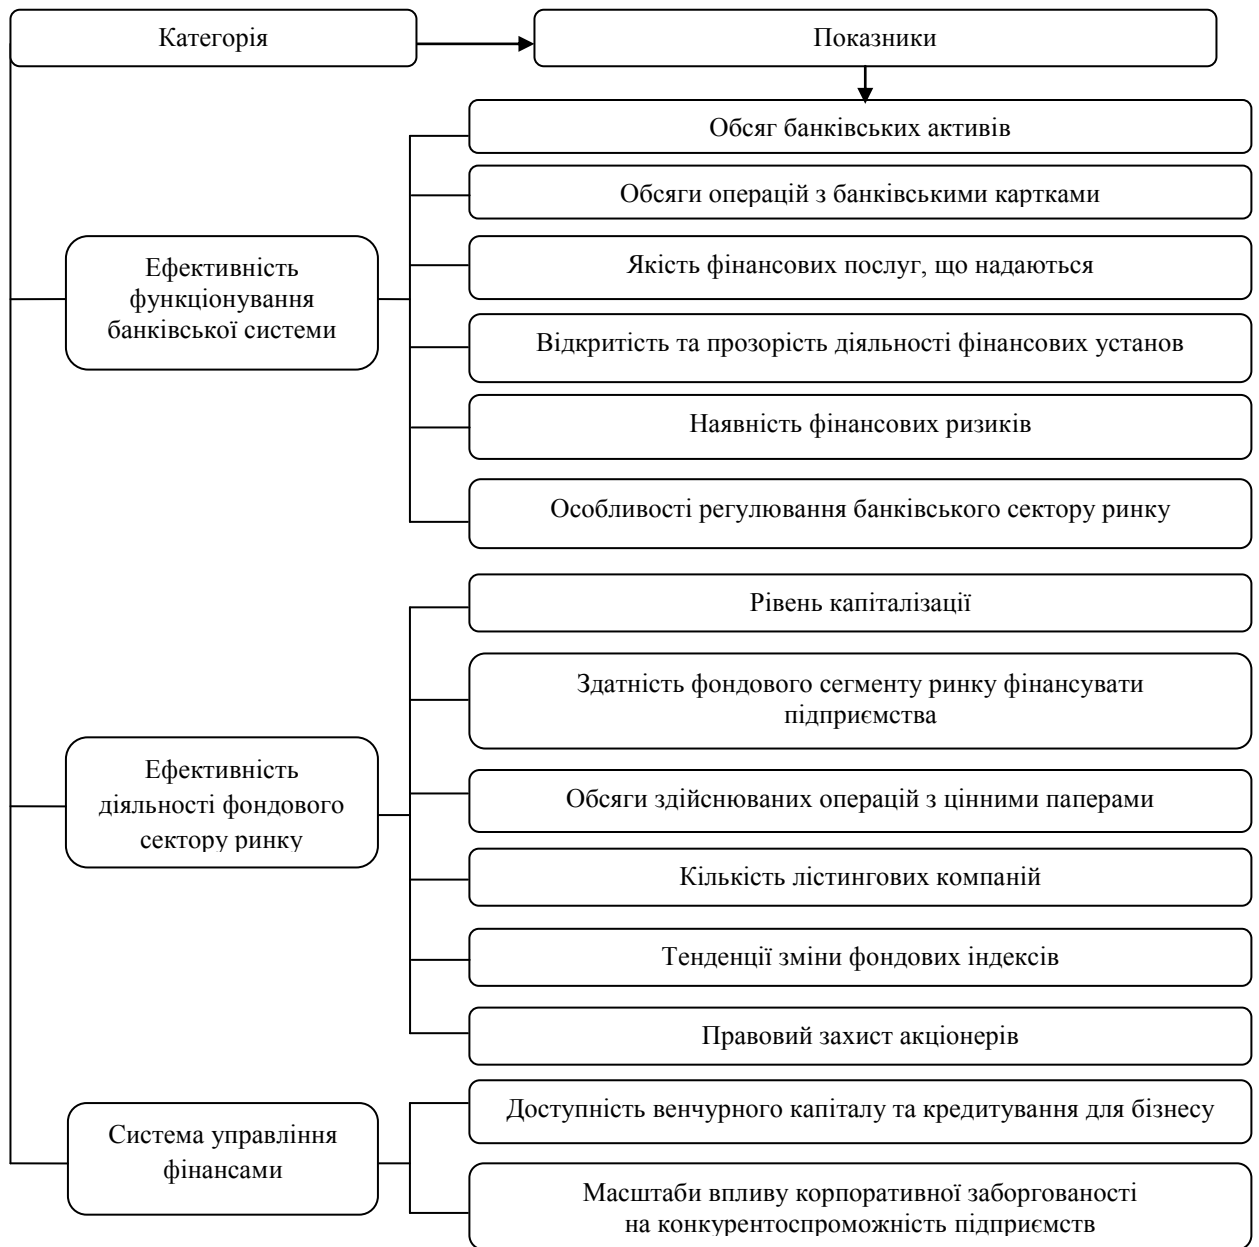 Категорія
Показники
Ефективність
функціонування
банківської системи
Обсяг банківських активів
Обсяги операцій з банківськими картками
Якість фінансових послуг, що надаються
Відкритість та прозорість діяльності фінансових установ
Наявність фінансових ризиків
Особливості регулювання банківського сектору ринку
Ефективність
діяльності фондового
сектору ринку
Рівень капіталізації
Здатність фондового сегменту ринку фінансувати
підприємства
Обсяги здійснюваних операцій з цінними паперами
Кількість лістингових компаній
Тенденції зміни фондових індексів
Правовий захист акціонерів
Система управління
фінансами
Доступність венчурного капіталу та кредитування для бізнесу
Масштаби впливу корпоративної заборгованості
на конкурентоспроможність підприємств